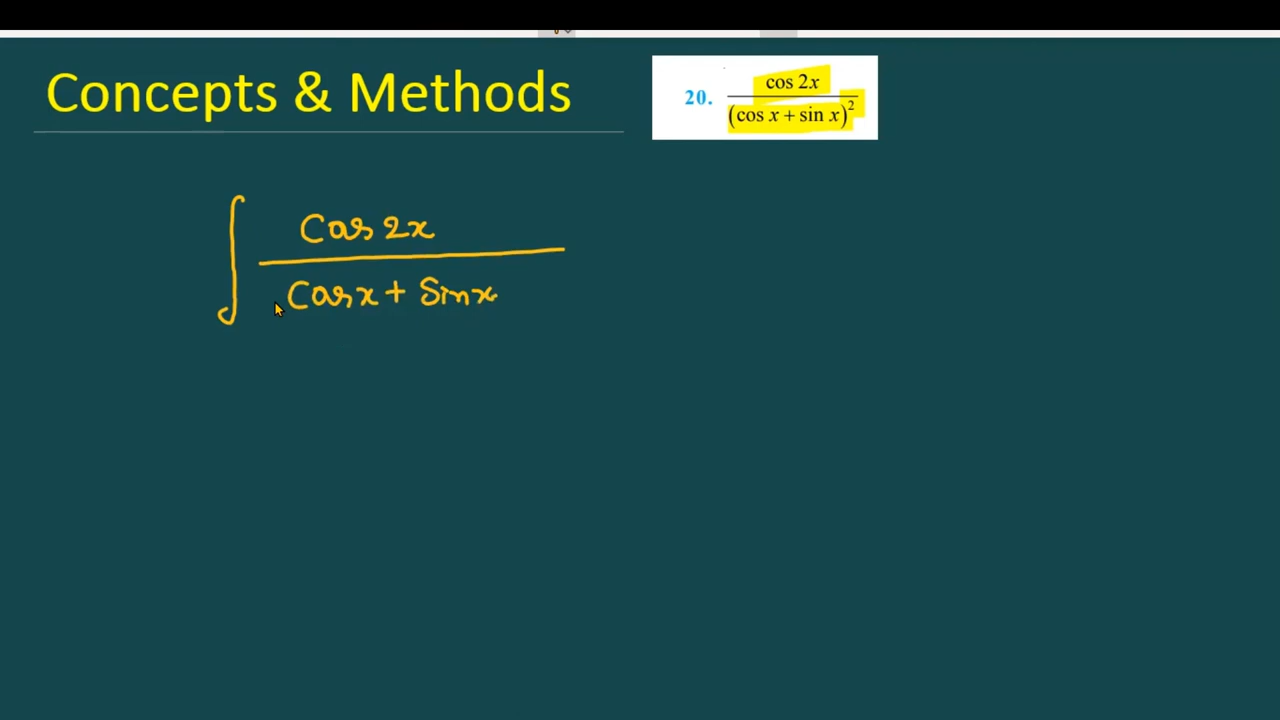 Concepts & Methods
20. cos 2x
(cos x + sin x)²
∫ Cos 2x
Cosx + Sinx